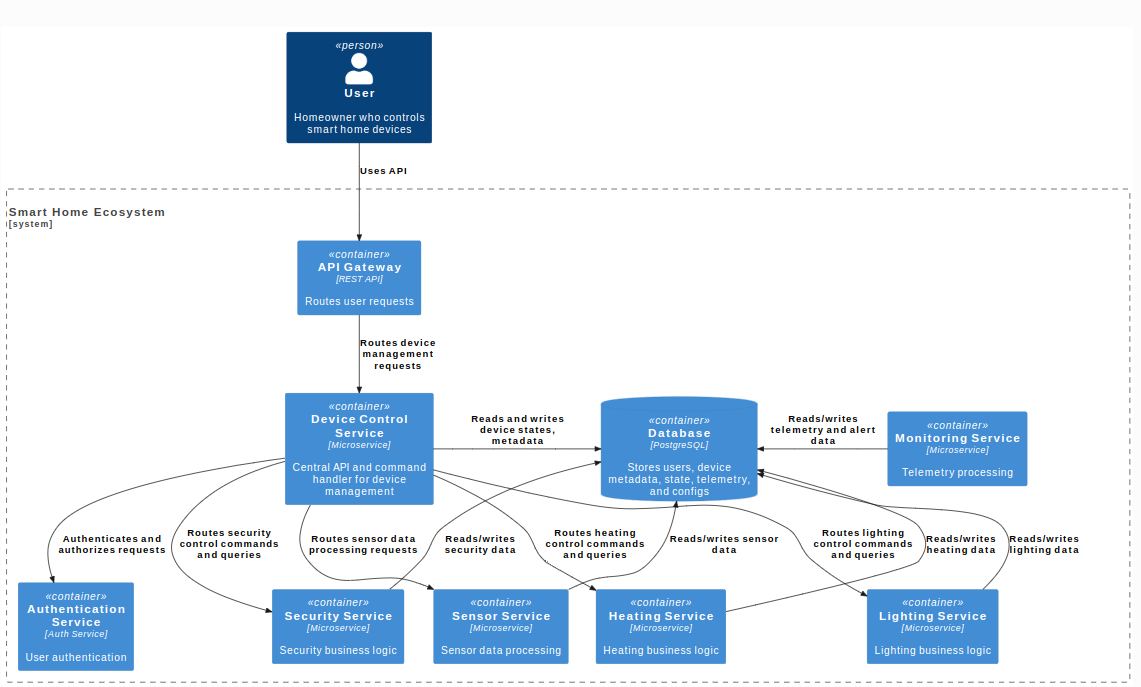 «person»
User
Homeowner who controls
smart home devices
Uses API
Smart Home Ecosystem
[system]
«container»
API Gateway
[REST API]
Routes user requests
Routes device
management
requests
«container»
Device Control
Service
[Microservice]
Central API and command
handler for device
management
Reads and writes
device states,
metadata
«container»
Database
[PostgreSQL]
Stores users, device
metadata, state, telemetry,
and configs
Reads/writes
telemetry and alert
data
«container»
Monitoring Service
[Microservice]
Telemetry processing
Authenticates and
authorizes requests
Routes security
control commands
and queries
Routes sensor data
processing requests
Reads/writes
security data
Routes heating
control commands
and queries
Reads/writes sensor
data
Routes lighting
control commands
and queries
Reads/writes
heating data
Reads/writes
lighting data
«container»
Authentication
Service
[Auth Service]
User authentication
«container»
Security Service
[Microservice]
Security business logic
«container»
Sensor Service
[Microservice]
Sensor data processing
«container»
Heating Service
[Microservice]
Heating business logic
«container»
Lighting Service
[Microservice]
Lighting business logic